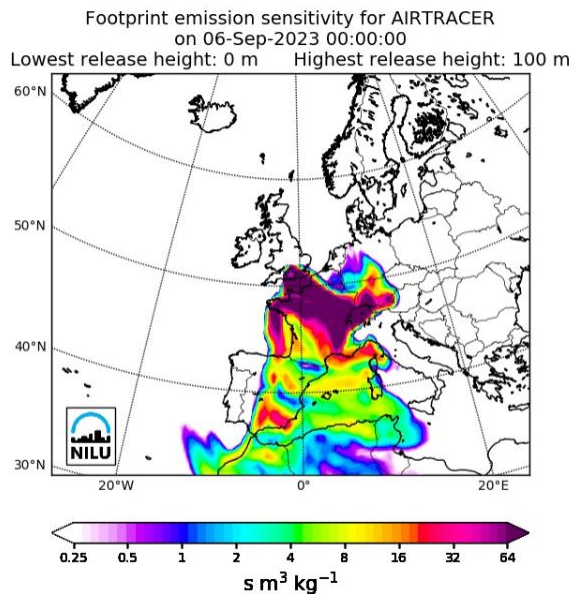 Footprint emission sensitivity for AIRTRACER
on 06-Sep-2023 00:00:00
Lowest release height: 0 m Highest release height: 100 m
60°N
50°N
40°N
30°N
NILU
20°W 0° 20°E
0.25 0.5 1 2 4 8 16 32 64
s m³ kg⁻¹